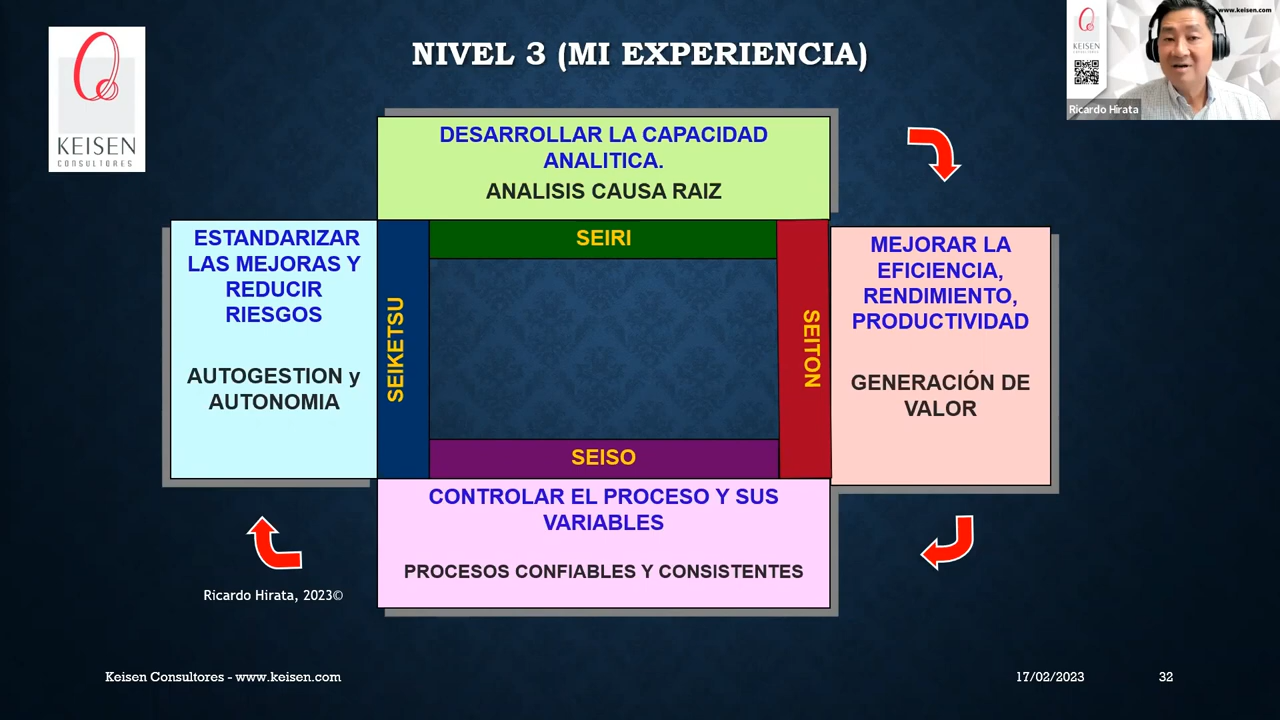 KEISEN
CONSULTORES
NIVEL 3 (MI EXPERIENCIA)
www.keisen.com
KEISEN
Ricardo Hirata
DESARROLLAR LA CAPACIDAD
ANALITICA.
ANALISIS CAUSA RAIZ
ESTANDARIZAR
LAS MEJORAS Y
REDUCIR
RIESGOS
AUTOGESTION y
AUTONOMIA
SEIKETSU
SEIRI
SEITON
MEJORAR LA
EFICIENCIA,
RENDIMIENTO,
PRODUCTIVIDAD
GENERACIÓN DE
VALOR
SEISO
CONTROLAR EL PROCESO Y SUS
VARIABLES
PROCESOS CONFIABLES Y CONSISTENTES
Ricardo Hirata, 2023©
Keisen Consultores - www.keisen.com
17/02/2023
32